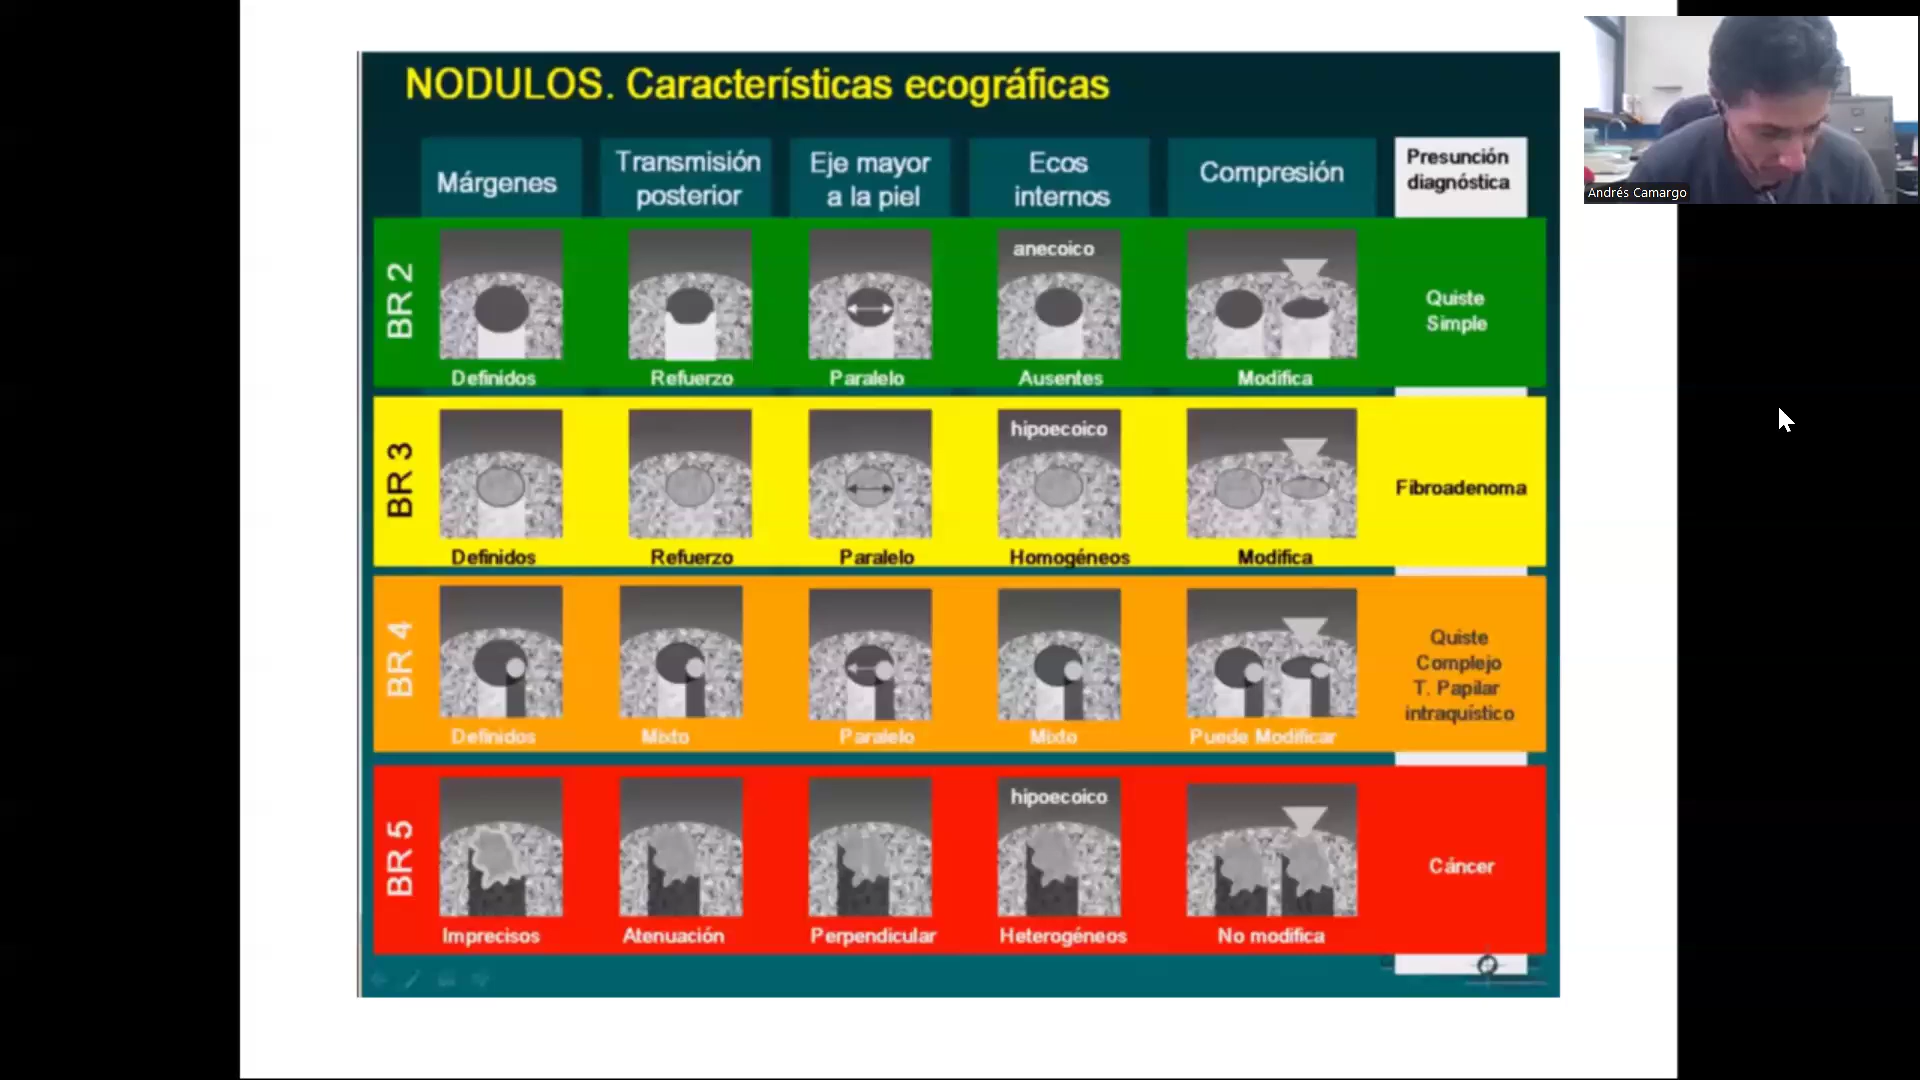 NODULOS. Características ecográficas
Márgenes
Transmisión
posterior
Eje mayor
a la piel
Ecos
internos
Compresión
Presunción
diagnóstica
Andrés Camargo
BR 2
anecoico
Definidos
Refuerzo
Paralelo
Ausentes
Modifica
Quiste
Simple
BR 3
hipoecoico
Definidos
Refuerzo
Paralelo
Homogéneos
Modifica
Fibroadenoma
BR 4
Definidos
Mixto
Paralelo
Mixto
Puede Modificar
Quiste
Complejo
T. Papilar
intraquístico
BR 5
hipoecoico
Imprecisos
Atenuación
Perpendicular
Heterogéneos
No modifica
Cáncer